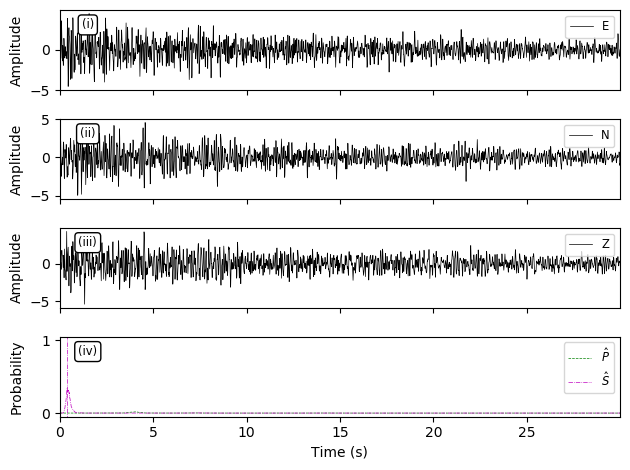 Amplitude
(i)
E
0
−5
Amplitude
(ii)
N
5
0
−5
Amplitude
(iii)
Z
0
−5
Probability
(iv)
P̂
Ŝ
1
0
0 5 10 15 20 25
Time (s)